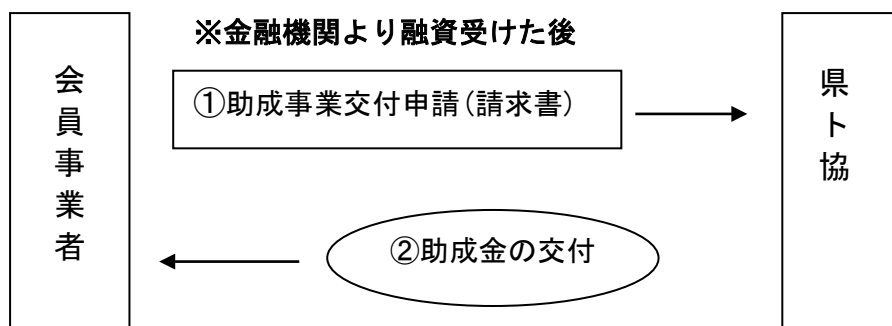 ※金融機関より融資受けた後
会員事業者
①助成事業交付申請(請求書)
県ト協
②助成金の交付